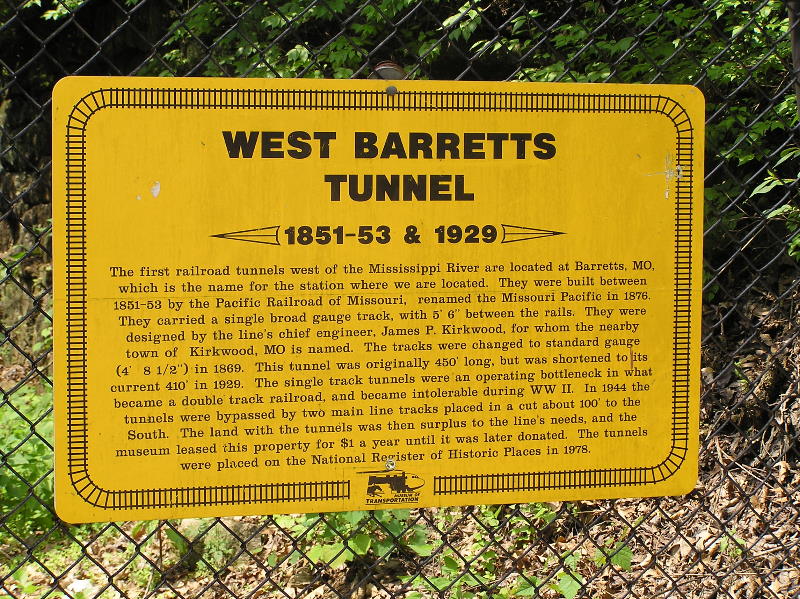 WEST BARRETTS
TUNNEL
1851-53 & 1929
The first railroad tunnels west of the Mississippi River are located at Barretts, MO,
which is the name for the station where we are located. They were built between
1851-53 by the Pacific Railroad of Missouri, renamed the Missouri Pacific in 1876.
They carried a single broad gauge track, with 5' 6" between the rails. They were
designed by the line's chief engineer, James P. Kirkwood, for whom the nearby
town of Kirkwood, MO is named. The tracks were changed to standard gauge
(4' 8 1/2") in 1869. This tunnel was originally 450' long, but was shortened to its
current 410' in 1929. The single track tunnels were an operating bottleneck in what
became a double track railroad, and became intolerable during WW II. In 1944 the
tunnels were bypassed by two main line tracks placed in a cut about 100' to the
South. The land with the tunnels was then surplus to the line's needs, and the
museum leased this property for $1 a year until it was later donated. The tunnels
were placed on the National Register of Historic Places in 1978.
MUSEUM OF
TRANSPORTATION